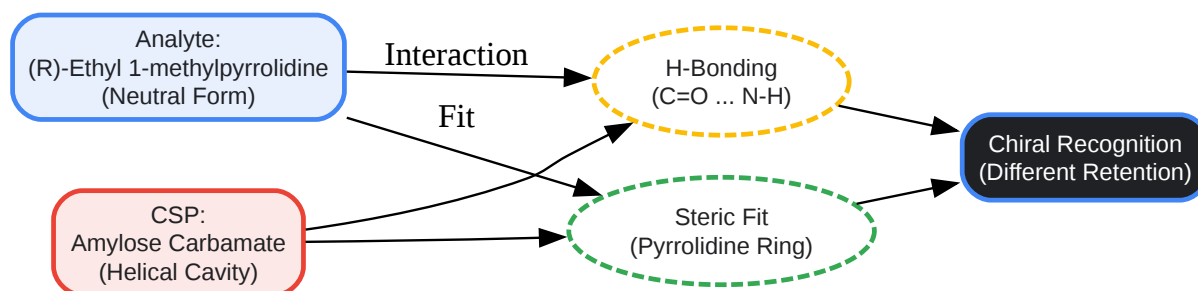 Analyte:
(R)-Ethyl 1-methylpyrrolidine
(Neutral Form)
Interaction
Fit
H-Bonding
(C=O ... N-H)
Chiral Recognition
(Different Retention)
CSP:
Amylose Carbamate
(Helical Cavity)
Steric Fit
(Pyrrolidine Ring)